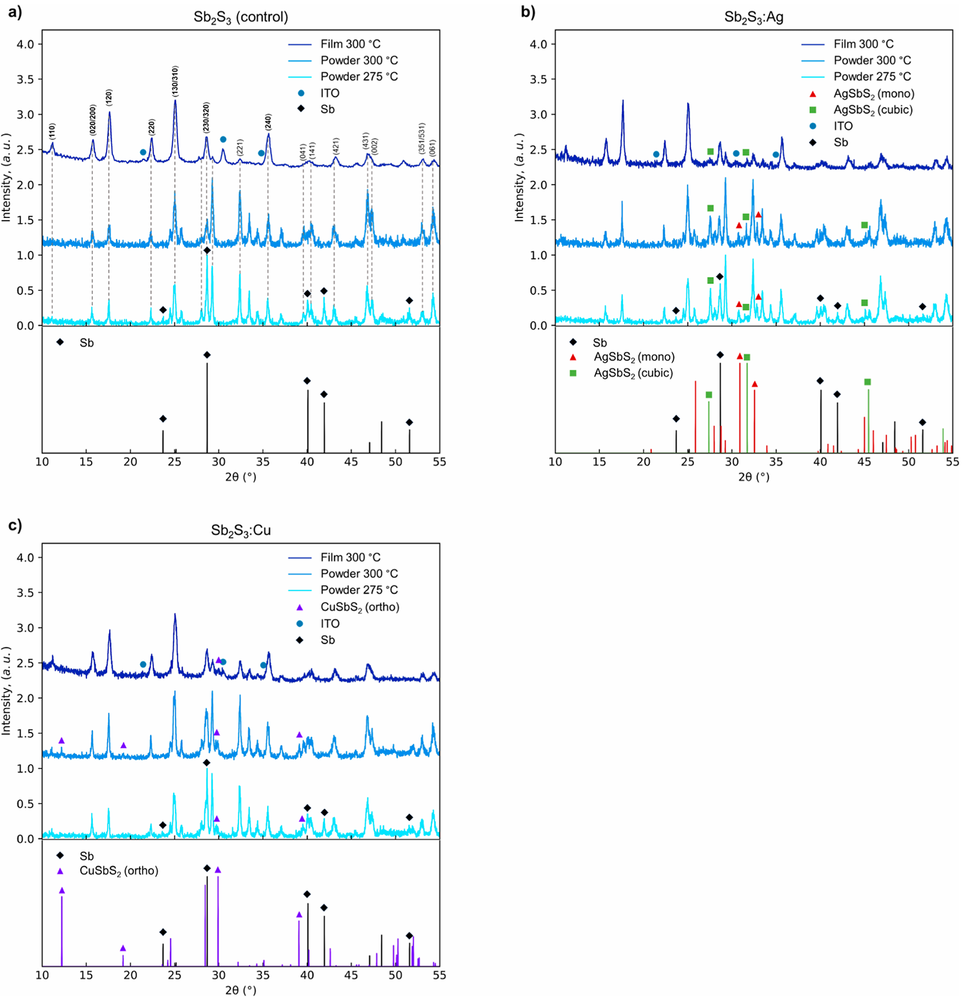 a)
Sb₂S₃ (control)
Intensity, (a. u.)
4.0
3.5
3.0
2.5
2.0
1.5
1.0
0.5
0.0
Film 300 °C
Powder 300 °C
Powder 275 °C
ITO
Sb
(110)
(020/200)
(120)
(220)
(130/310)
(230/320)
(221)
(240)
(041)
(141)
(421)
(431)
(002)
(351/531)
(061)
Sb
10 15 20 25 30 35 40 45 50 55
2θ (°)
b)
Sb₂S₃:Ag
Intensity, (a. u.)
4.0
3.5
3.0
2.5
2.0
1.5
1.0
0.5
0.0
Film 300 °C
Powder 300 °C
Powder 275 °C
AgSbS₂ (mono)
AgSbS₂ (cubic)
ITO
Sb
Sb
AgSbS₂ (mono)
AgSbS₂ (cubic)
10 15 20 25 30 35 40 45 50 55
2θ (°)
c)
Sb₂S₃:Cu
Intensity, (a. u.)
4.0
3.5
3.0
2.5
2.0
1.5
1.0
0.5
0.0
Film 300 °C
Powder 300 °C
Powder 275 °C
CuSbS₂ (ortho)
ITO
Sb
Sb
CuSbS₂ (ortho)
10 15 20 25 30 35 40 45 50 55
2θ (°)